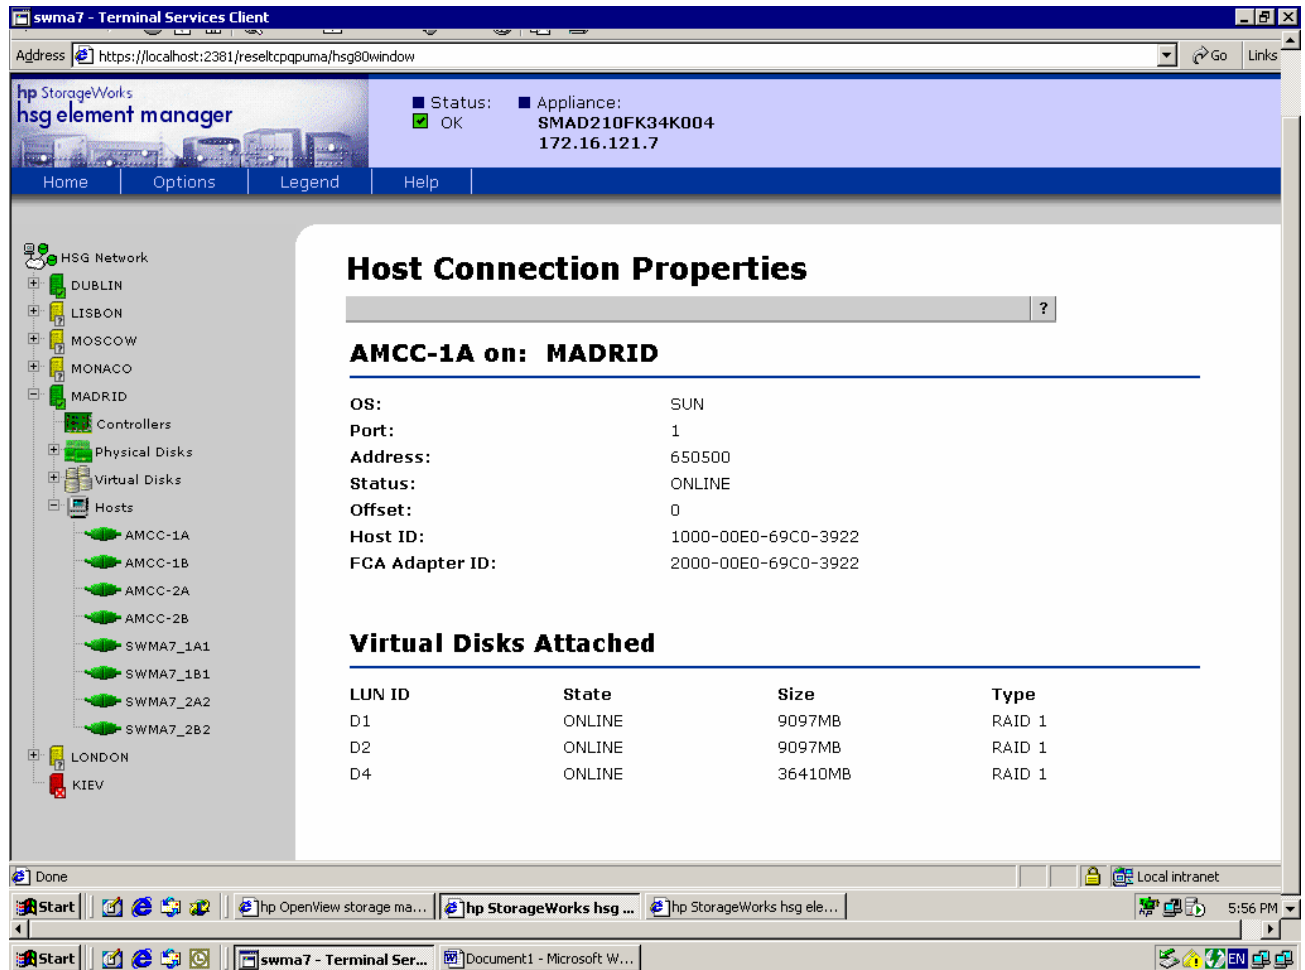 swma7 - Terminal Services Client
Address https://localhost:2381/reseltcpqpuma/hsg80window Go Links
hp StorageWorks
hsg element manager
Status: Appliance:
OK SMAD210FK34K004
172.16.121.7
Home Options Legend Help
HSG Network
DUBLIN
LISBON
MOSCOW
MONACO
MADRID
Controllers
Physical Disks
Virtual Disks
Hosts
AMCC-1A
AMCC-1B
AMCC-2A
AMCC-2B
SWMA7_1A1
SWMA7_1B1
SWMA7_2A2
SWMA7_2B2
LONDON
KIEV
Host Connection Properties
?
AMCC-1A on: MADRID
OS: SUN
Port: 1
Address: 650500
Status: ONLINE
Offset: 0
Host ID: 1000-00E0-69C0-3922
FCA Adapter ID: 2000-00E0-69C0-3922
Virtual Disks Attached
LUN ID State Size Type
D1 ONLINE 9097MB RAID 1
D2 ONLINE 9097MB RAID 1
D4 ONLINE 36410MB RAID 1
Done Local intranet
Start hp OpenView storage ma... hp StorageWorks hsg ... hp StorageWorks hsg ele... 5:56 PM
Start swma7 - Terminal Ser... Document1 - Microsoft W... EN